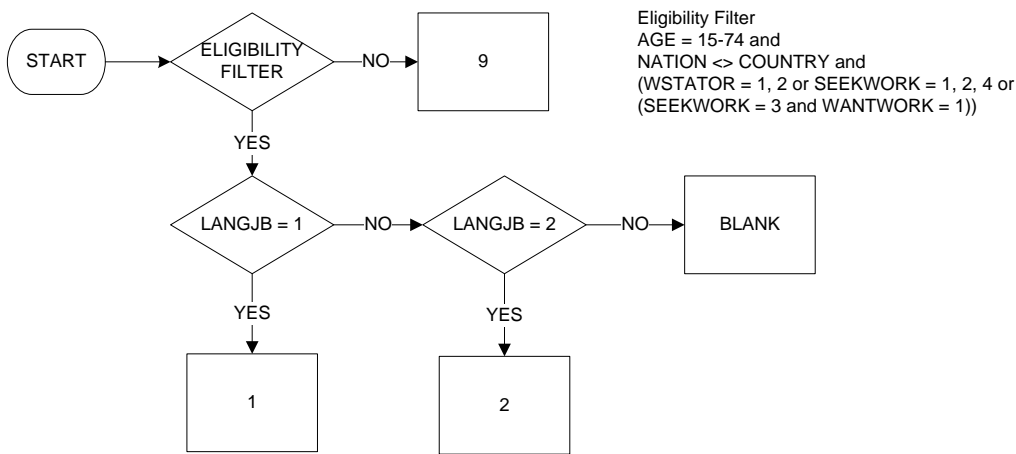 START
ELIGIBILITY
FILTER
NO
9
Eligibility Filter
AGE = 15-74 and
NATION <> COUNTRY and
(WSTATOR = 1, 2 or SEEKWORK = 1, 2, 4 or
(SEEKWORK = 3 and WANTWORK = 1))
YES
LANGJB = 1
NO
LANGJB = 2
NO
BLANK
YES
YES
1
2